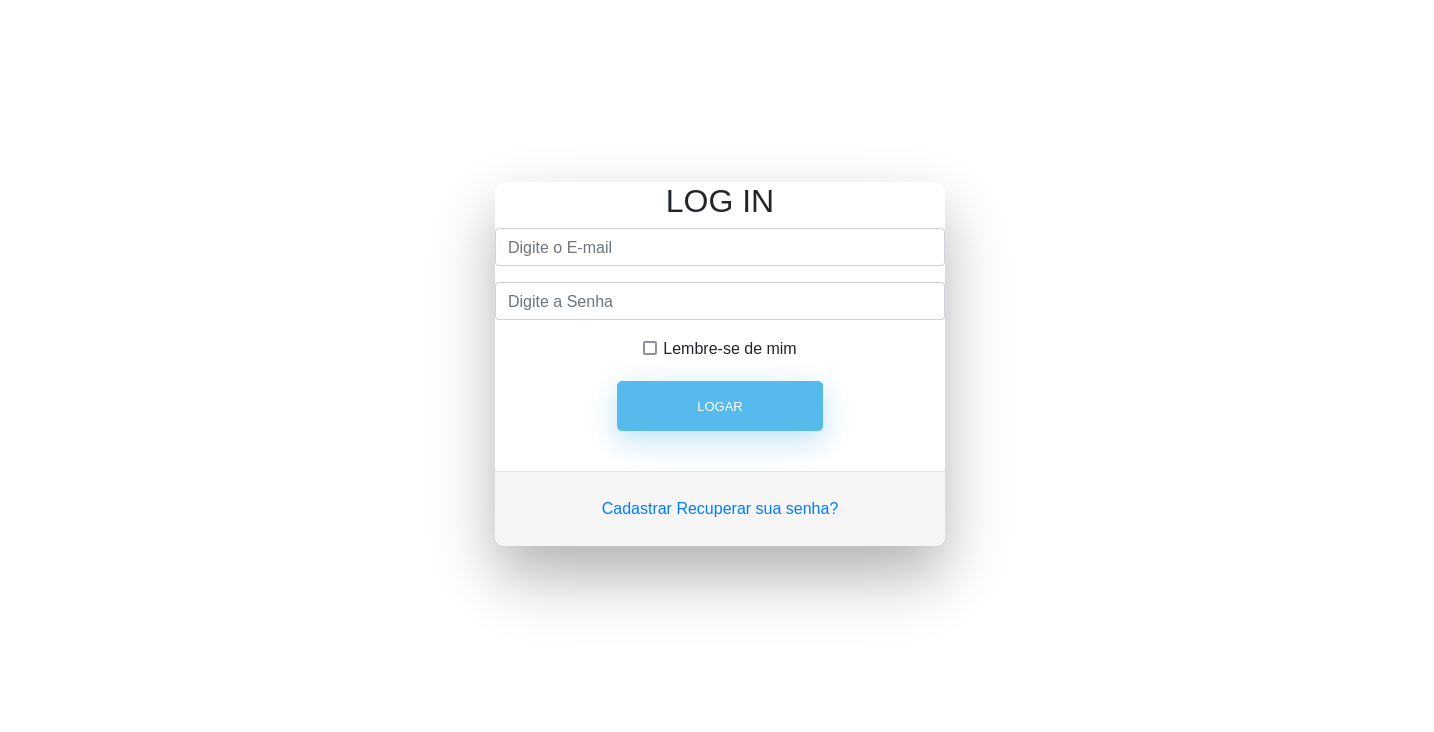 LOG IN
Digite o E-mail
Digite a Senha
Lembre-se de mim
LOGAR
Cadastrar Recuperar sua senha?